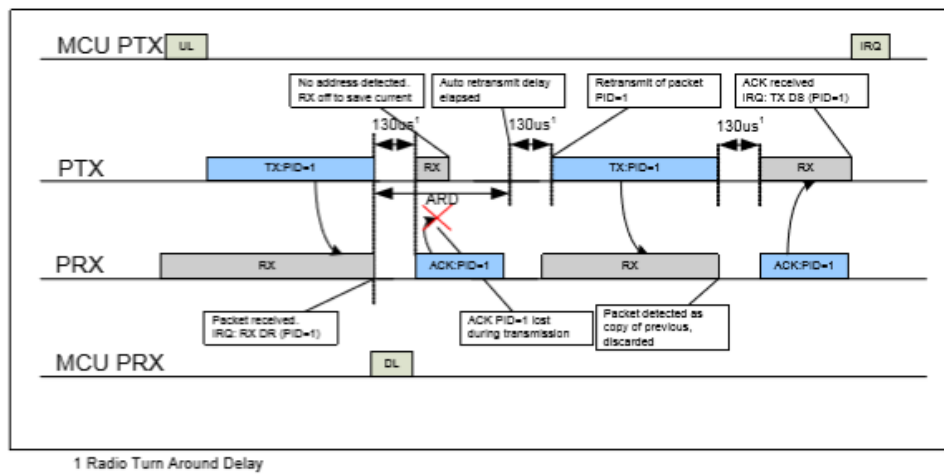 MCU PTX
UL
IRQ
No address detected.
RX off to save current
Auto retransmit delay
elapsed
Retransmit of packet
PID=1
ACK received
IRQ: TX DS (PID=1)
130us1
130us1
130us1
PTX
TX:PID=1
RX
TX:PID=1
RX
ARD
PRX
RX
ACK:PID=1
RX
ACK:PID=1
Packet received.
IRQ: RX DR (PID=1)
ACK PID=1 lost
during transmission
Packet detected as
copy of previous,
discarded
MCU PRX
DL
1 Radio Turn Around Delay